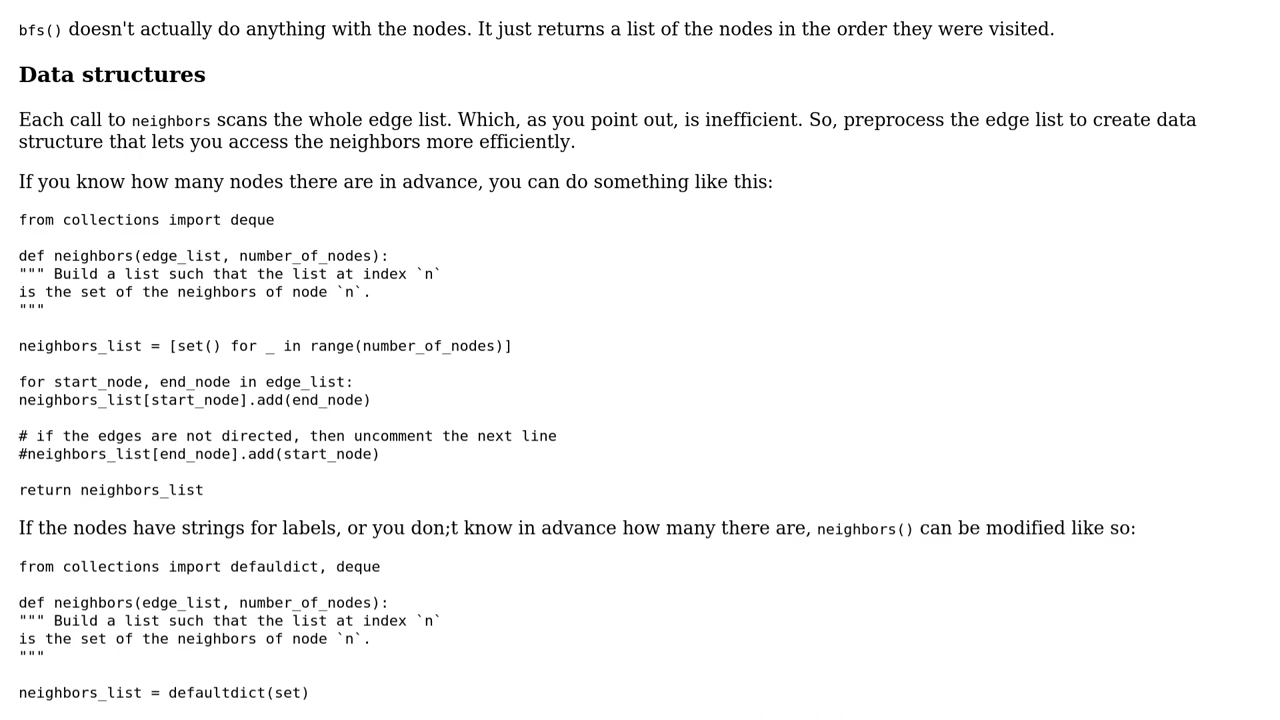 bfs() doesn't actually do anything with the nodes. It just returns a list of the nodes in the order they were visited.
Data structures
Each call to neighbors scans the whole edge list. Which, as you point out, is inefficient. So, preprocess the edge list to create data
structure that lets you access the neighbors more efficiently.
If you know how many nodes there are in advance, you can do something like this:
from collections import deque
def neighbors(edge_list, number_of_nodes):
""" Build a list such that the list at index `n`
is the set of the neighbors of node `n`.
"""
neighbors_list = [set() for _ in range(number_of_nodes)]
for start_node, end_node in edge_list:
neighbors_list[start_node].add(end_node)
# if the edges are not directed, then uncomment the next line
#neighbors_list[end_node].add(start_node)
return neighbors_list
If the nodes have strings for labels, or you don;t know in advance how many there are, neighbors() can be modified like so:
from collections import defauldict, deque
def neighbors(edge_list, number_of_nodes):
""" Build a list such that the list at index `n`
is the set of the neighbors of node `n`.
"""
neighbors_list = defaultdict(set)